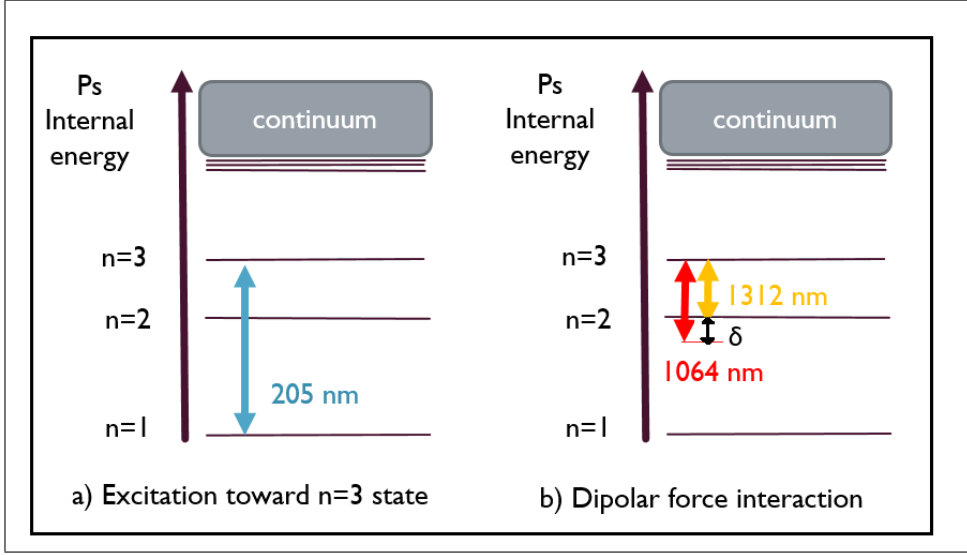 Ps
Internal
energy
continuum
n=3
n=2
n=1
205 nm
a) Excitation toward n=3 state
Ps
Internal
energy
continuum
n=3
1312 nm
n=2
δ
1064 nm
n=1
b) Dipolar force interaction